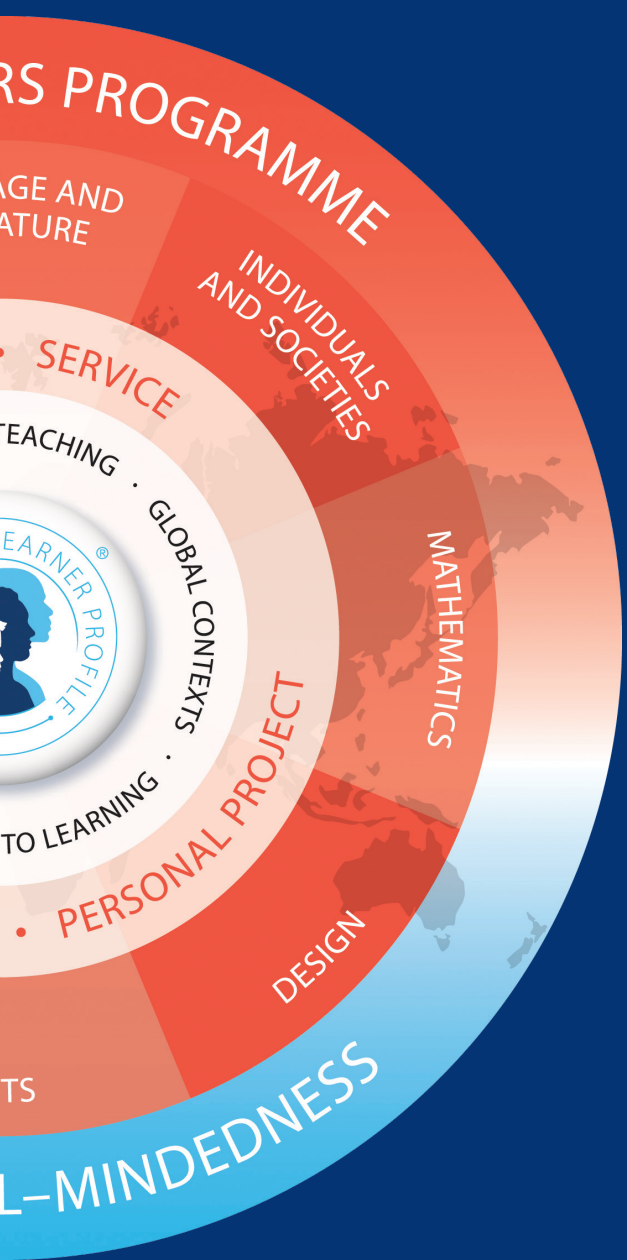 RS PROGRAMME
AGE AND
ATURE
INDIVIDUALS
AND SOCIETIES
• SERVICE
TEACHING · GLOBAL CONTEXTS ·
EARNER PROFILE ®
MATHEMATICS
TO LEARNING
• PERSONAL PROJECT
DESIGN
TS
L–MINDEDNESS